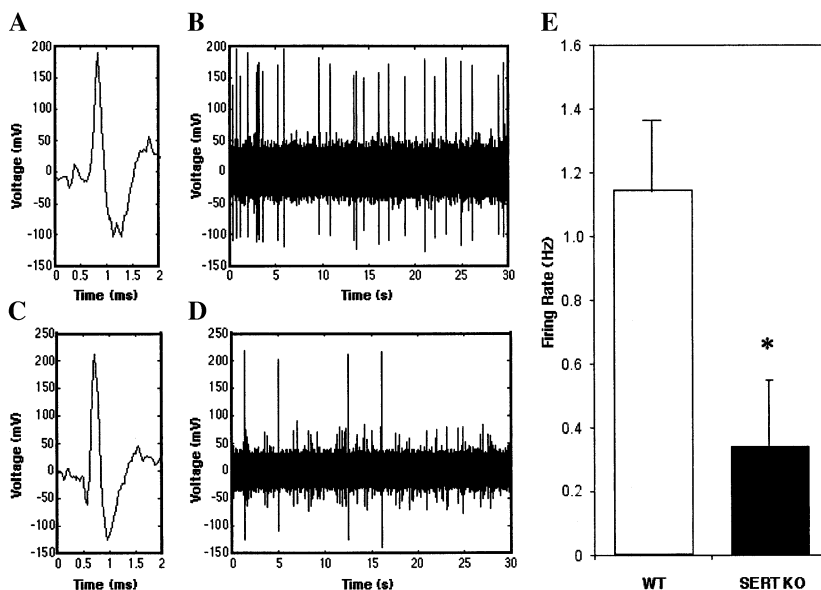 A
200
150
100
50
0
-50
-100
-150
Voltage (mV)
0 0.5 1 1.5 2
Time (ms)
B
200
150
100
50
0
-50
-100
-150
Voltage (mV)
0 5 10 15 20 25 30
Time (s)
C
250
200
150
100
50
0
-50
-100
-150
Voltage (mV)
0 0.5 1 1.5 2
Time (ms)
D
250
200
150
100
50
0
-50
-100
-150
Voltage (mV)
0 5 10 15 20 25 30
Time (s)
E
1.6
1.4
1.2
1.0
0.8
0.6
0.4
0.2
0
Firing Rate (Hz)
*
WT SERT KO